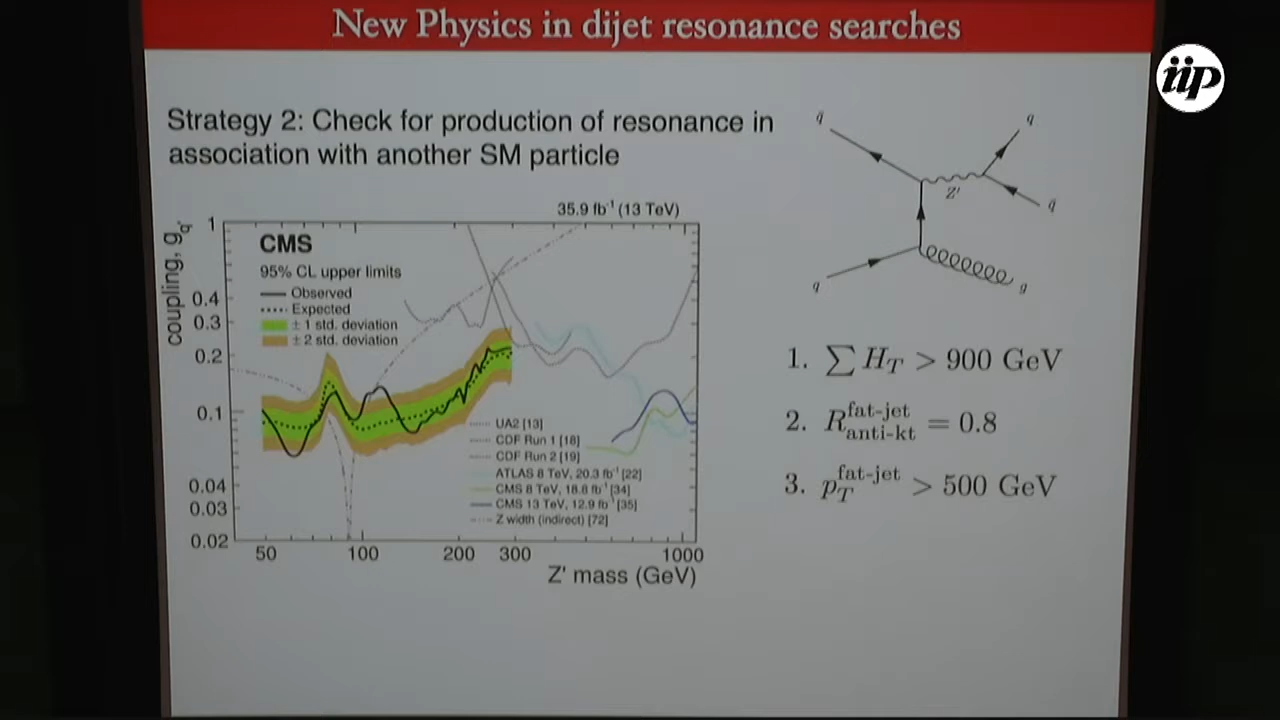 New Physics in dijet resonance searches
iip
Strategy 2: Check for production of resonance in
association with another SM particle
q̄
q
Z'
q̄
q
g
35.9 fb⁻¹ (13 TeV)
coupling, g_q'
CMS
95% CL upper limits
Observed
Expected
± 1 std. deviation
± 2 std. deviation
1
0.4
0.3
0.2
0.1
0.04
0.03
0.02
UA2 [13]
CDF Run 1 [18]
CDF Run 2 [19]
ATLAS 8 TeV, 20.3 fb⁻¹ [22]
CMS 8 TeV, 18.8 fb⁻¹ [34]
CMS 13 TeV, 12.9 fb⁻¹ [35]
Z width (indirect) [72]
50 100 200 300 1000
Z' mass (GeV)
1. ∑ H_T > 900 GeV
2. R^fat-jet_anti-kt = 0.8
3. p_T^fat-jet > 500 GeV